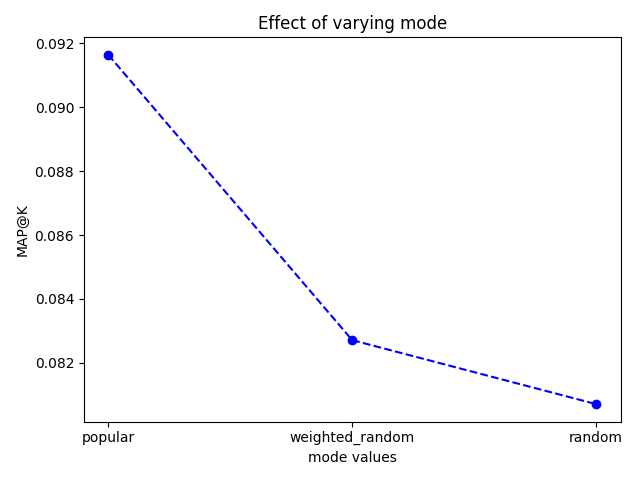 Effect of varying mode
0.092
0.090
0.088
0.086
0.084
0.082
MAP@K
popular
weighted_random
random
mode values